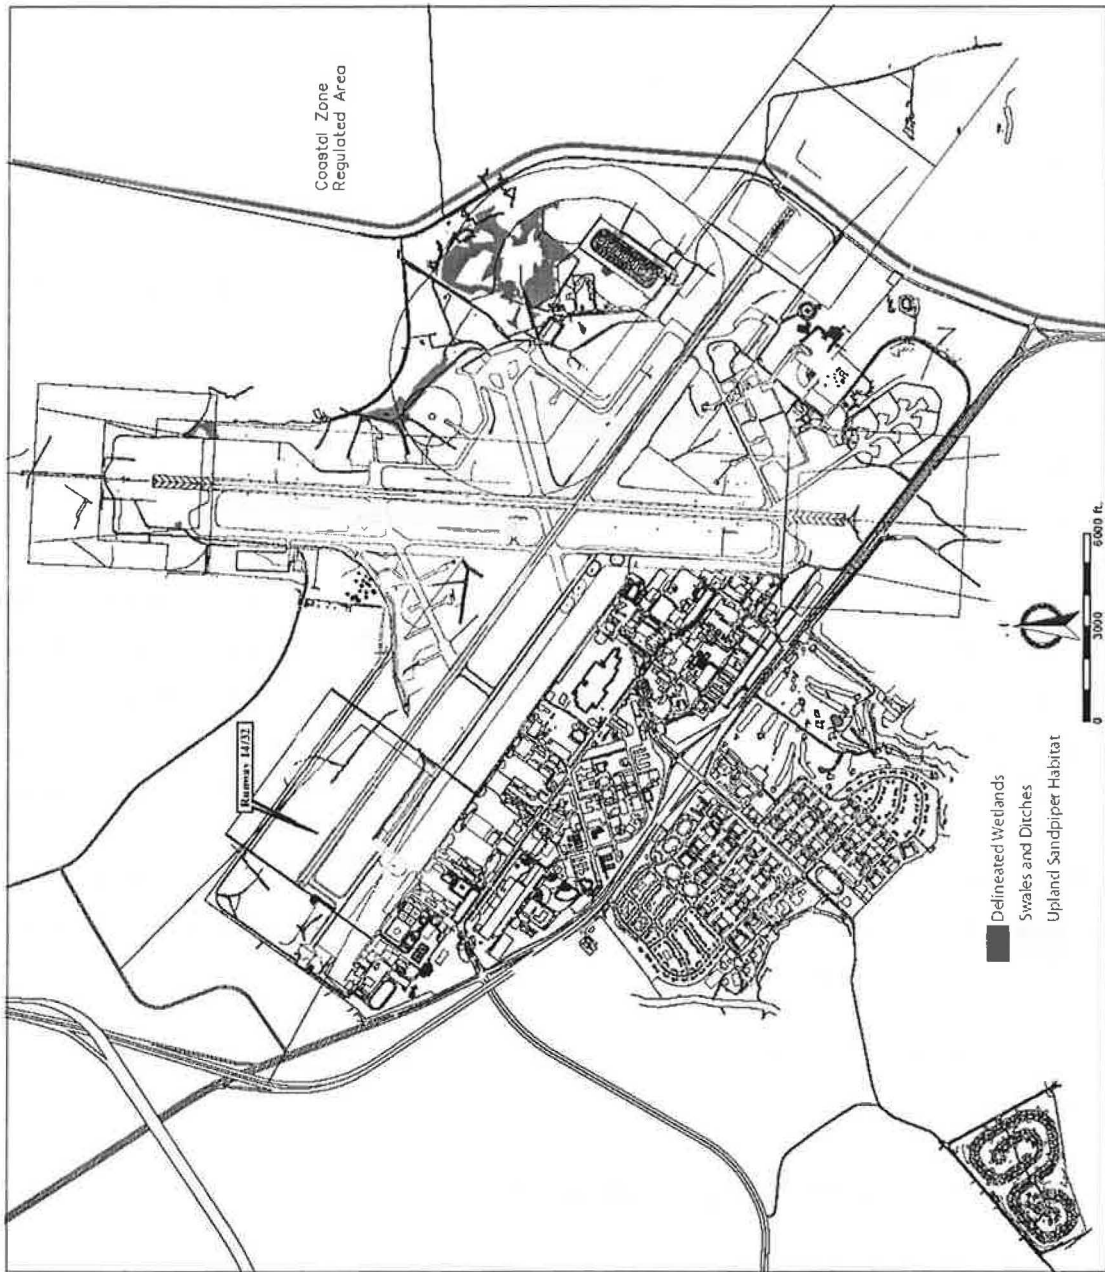 Coastal Zone
Regulated Area
Runway 14/32
Delineated Wetlands
Swales and Ditches
Upland Sandpiper Habitat
0 3000 6000 ft.